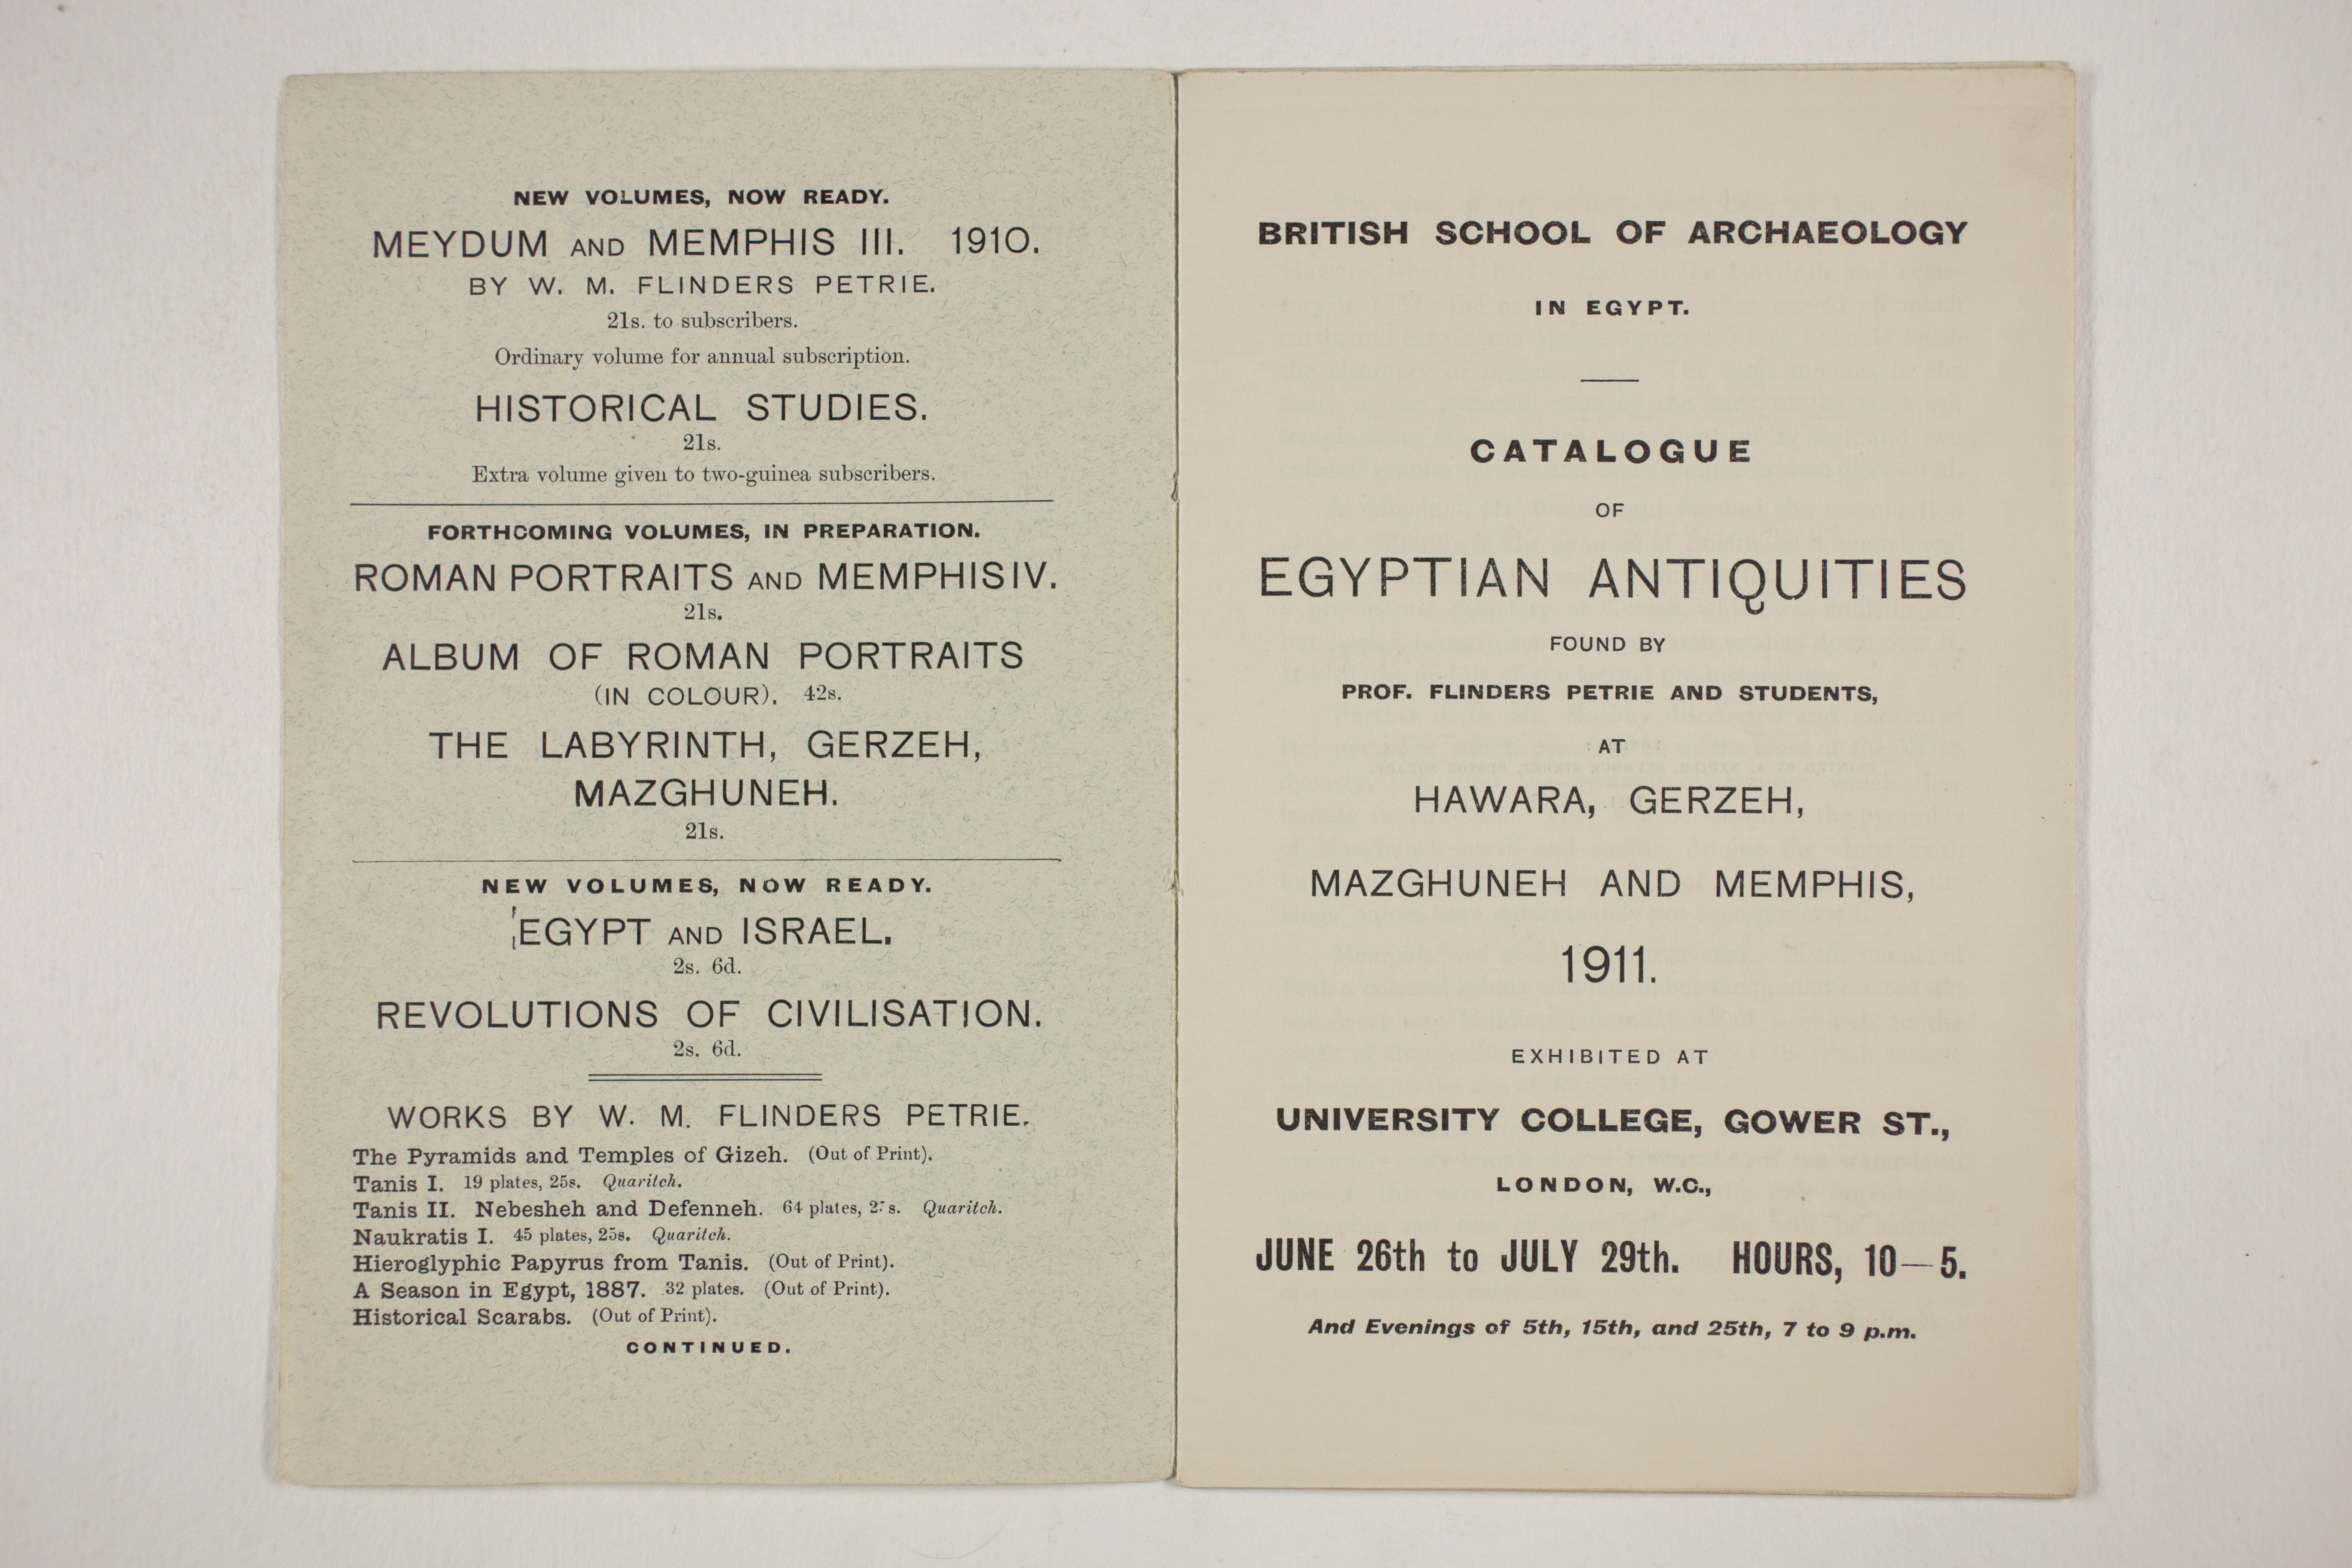 NEW VOLUMES, NOW READY.
MEYDUM AND MEMPHIS III. 1910.
BY W. M. FLINDERS PETRIE.
21s. to subscribers.
Ordinary volume for annual subscription.
HISTORICAL STUDIES.
21s.
Extra volume given to two-guinea subscribers.
FORTHCOMING VOLUMES, IN PREPARATION.
ROMAN PORTRAITS AND MEMPHIS IV.
21s.
ALBUM OF ROMAN PORTRAITS
(IN COLOUR). 42s.
THE LABYRINTH, GERZEH,
MAZGHUNEH.
21s.
NEW VOLUMES, NOW READY.
EGYPT AND ISRAEL.
2s. 6d.
REVOLUTIONS OF CIVILISATION.
2s. 6d.
WORKS BY W. M. FLINDERS PETRIE.
The Pyramids and Temples of Gizeh. (Out of Print).
Tanis I. 19 plates, 25s. Quaritch.
Tanis II. Nebesheh and Defenneh. 64 plates, Quaritch.
Naukratis I. 45 plates, 25s. Quaritch.
Hieroglyphic Papyrus from Tanis. (Out of Print).
A Season in Egypt, 1887. 32 plates. (Out of Print).
Historical Scarabs. (Out of Print).
CONTINUED.
BRITISH SCHOOL OF ARCHAEOLOGY
IN EGYPT.
CATALOGUE
OF
EGYPTIAN ANTIQUITIES
FOUND BY
PROF. FLINDERS PETRIE AND STUDENTS,
AT
HAWARA, GERZEH,
MAZGHUNEH AND MEMPHIS,
1911.
EXHIBITED AT
UNIVERSITY COLLEGE, GOWER ST.,
LONDON, W.C.,
JUNE 26th to JULY 29th. HOURS, 10—5.
And Evenings of 5th, 15th, and 25th, 7 to 9 p.m.